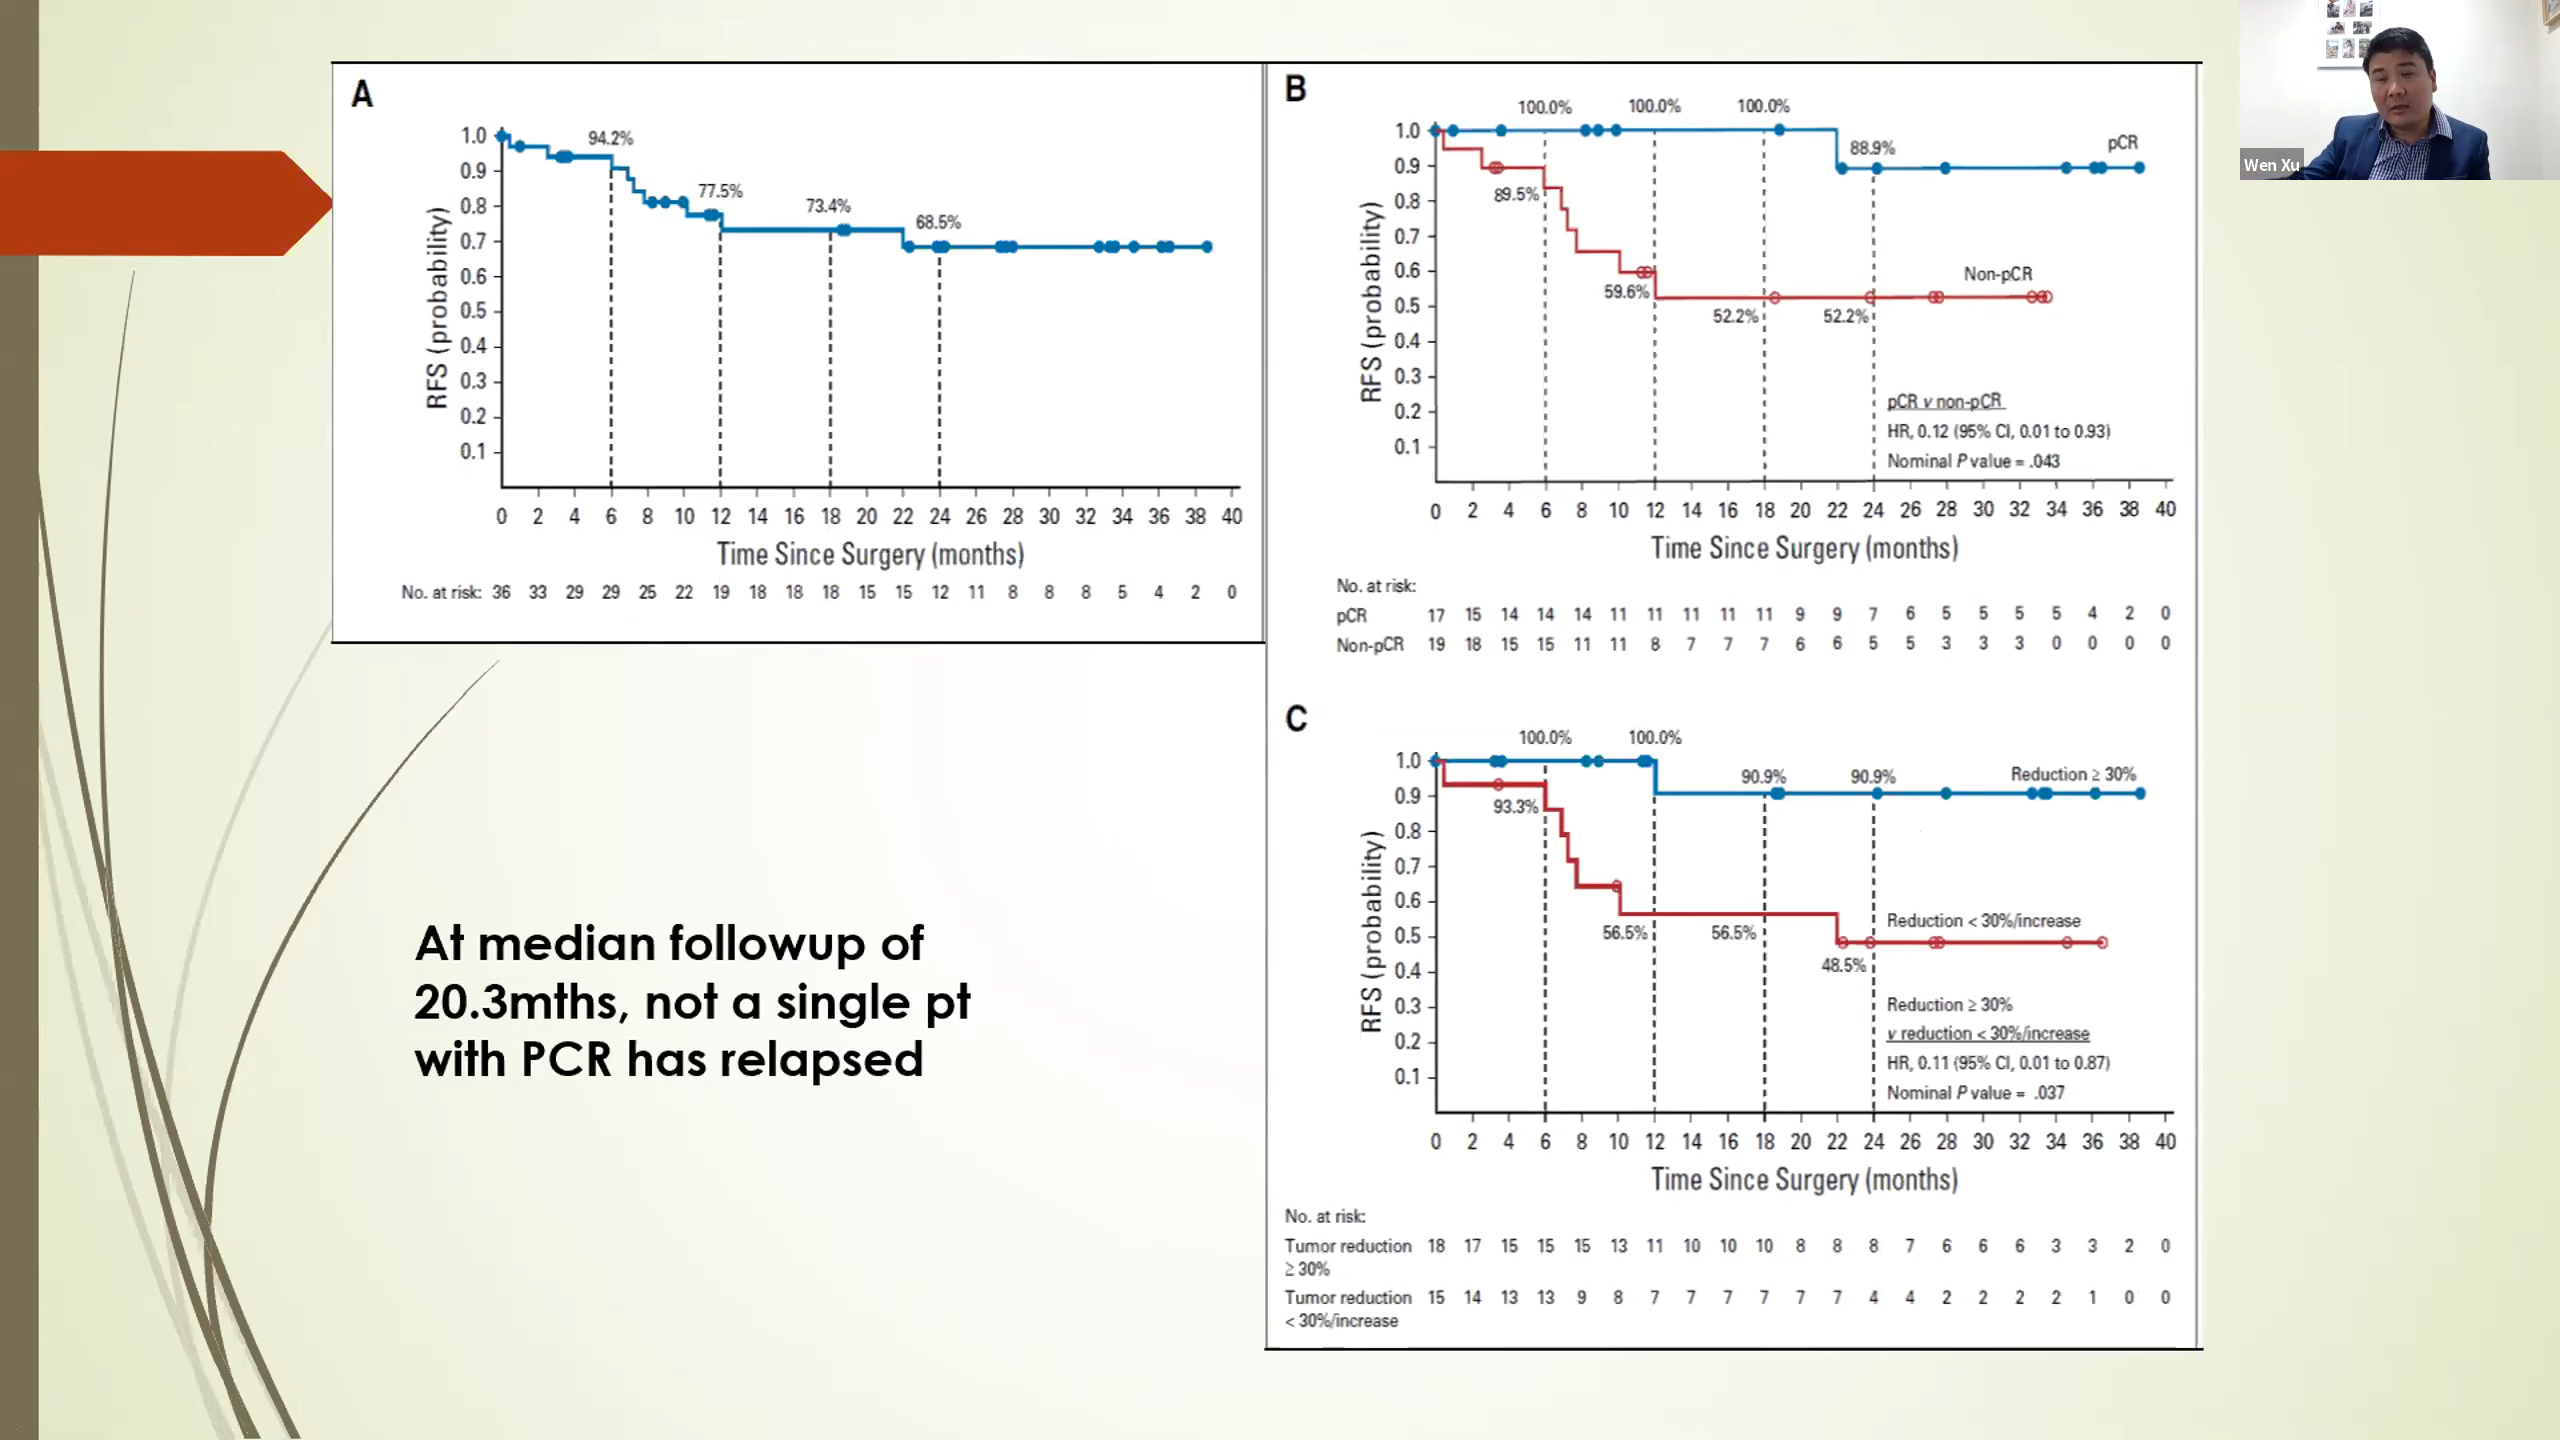 A
1.0
0.9
0.8
0.7
0.6
0.5
0.4
0.3
0.2
0.1
RFS (probability)
94.2%
77.5%
73.4%
68.5%
0 2 4 6 8 10 12 14 16 18 20 22 24 26 28 30 32 34 36 38 40
Time Since Surgery (months)
No. at risk: 36 33 29 29 25 22 19 18 18 18 15 15 12 11 8 8 8 5 4 2 0
At median followup of
20.3mths, not a single pt
with PCR has relapsed
B
100.0% 100.0% 100.0%
88.9%
pCR
1.0
0.9
0.8
0.7
0.6
0.5
0.4
0.3
0.2
0.1
RFS (probability)
89.5%
59.6%
52.2%
52.2%
Non-pCR
pCR v non-pCR
HR, 0.12 (95% CI, 0.01 to 0.93)
Nominal P value = .043
0 2 4 6 8 10 12 14 16 18 20 22 24 26 28 30 32 34 36 38 40
Time Since Surgery (months)
No. at risk:
pCR 17 15 14 14 14 11 11 11 11 11 9 9 7 6 5 5 5 5 4 2 0
Non-pCR 19 18 15 15 11 11 8 7 7 7 6 6 5 5 3 3 3 0 0 0 0
C
100.0% 100.0%
90.9% 90.9%
Reduction ≥ 30%
1.0
0.9
0.8
0.7
0.6
0.5
0.4
0.3
0.2
0.1
RFS (probability)
93.3%
56.5%
56.5%
48.5%
Reduction < 30%/increase
Reduction ≥ 30%
v reduction < 30%/increase
HR, 0.11 (95% CI, 0.01 to 0.87)
Nominal P value = .037
0 2 4 6 8 10 12 14 16 18 20 22 24 26 28 30 32 34 36 38 40
Time Since Surgery (months)
No. at risk:
Tumor reduction 18 17 15 15 15 13 11 10 10 10 8 8 8 7 6 6 6 3 3 2 0
≥ 30%
Tumor reduction 15 14 13 13 9 8 7 7 7 7 7 7 4 4 2 2 2 2 1 0 0
< 30%/increase
Wen Xu